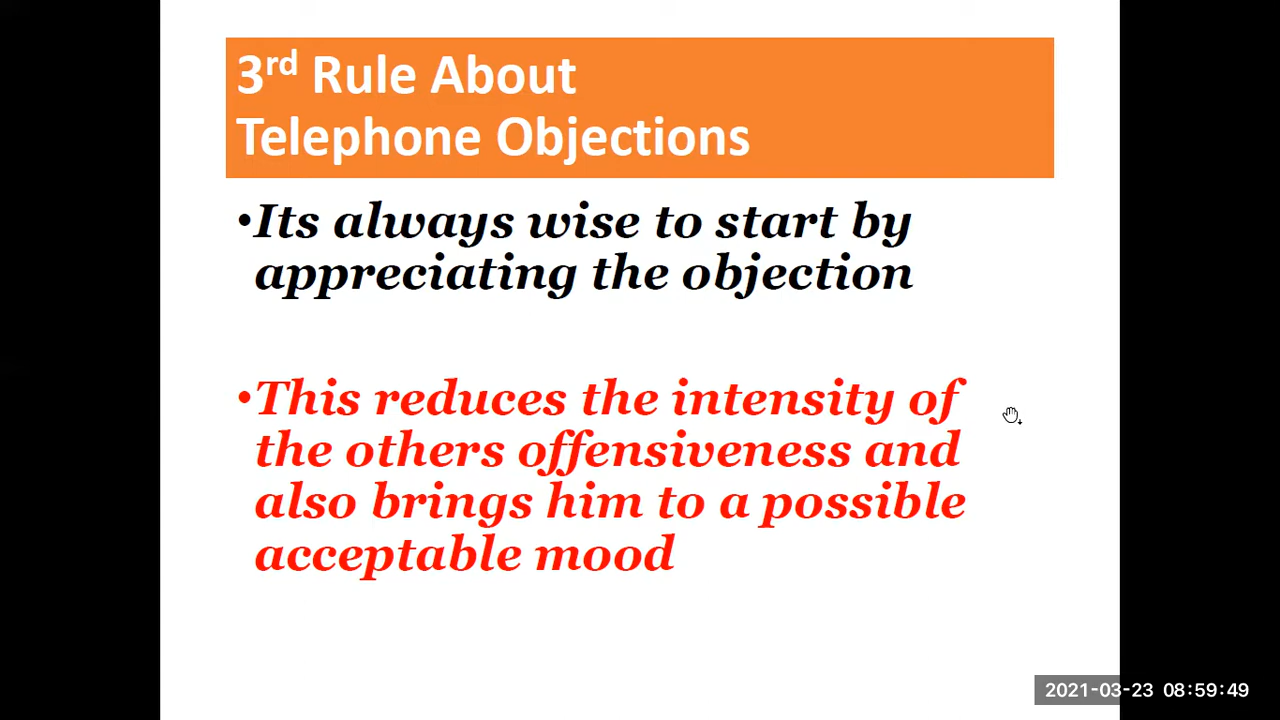 3rd Rule About
Telephone Objections
•Its always wise to start by
appreciating the objection
•This reduces the intensity of
the others offensiveness and
also brings him to a possible
acceptable mood
2021-03-23 08:59:49